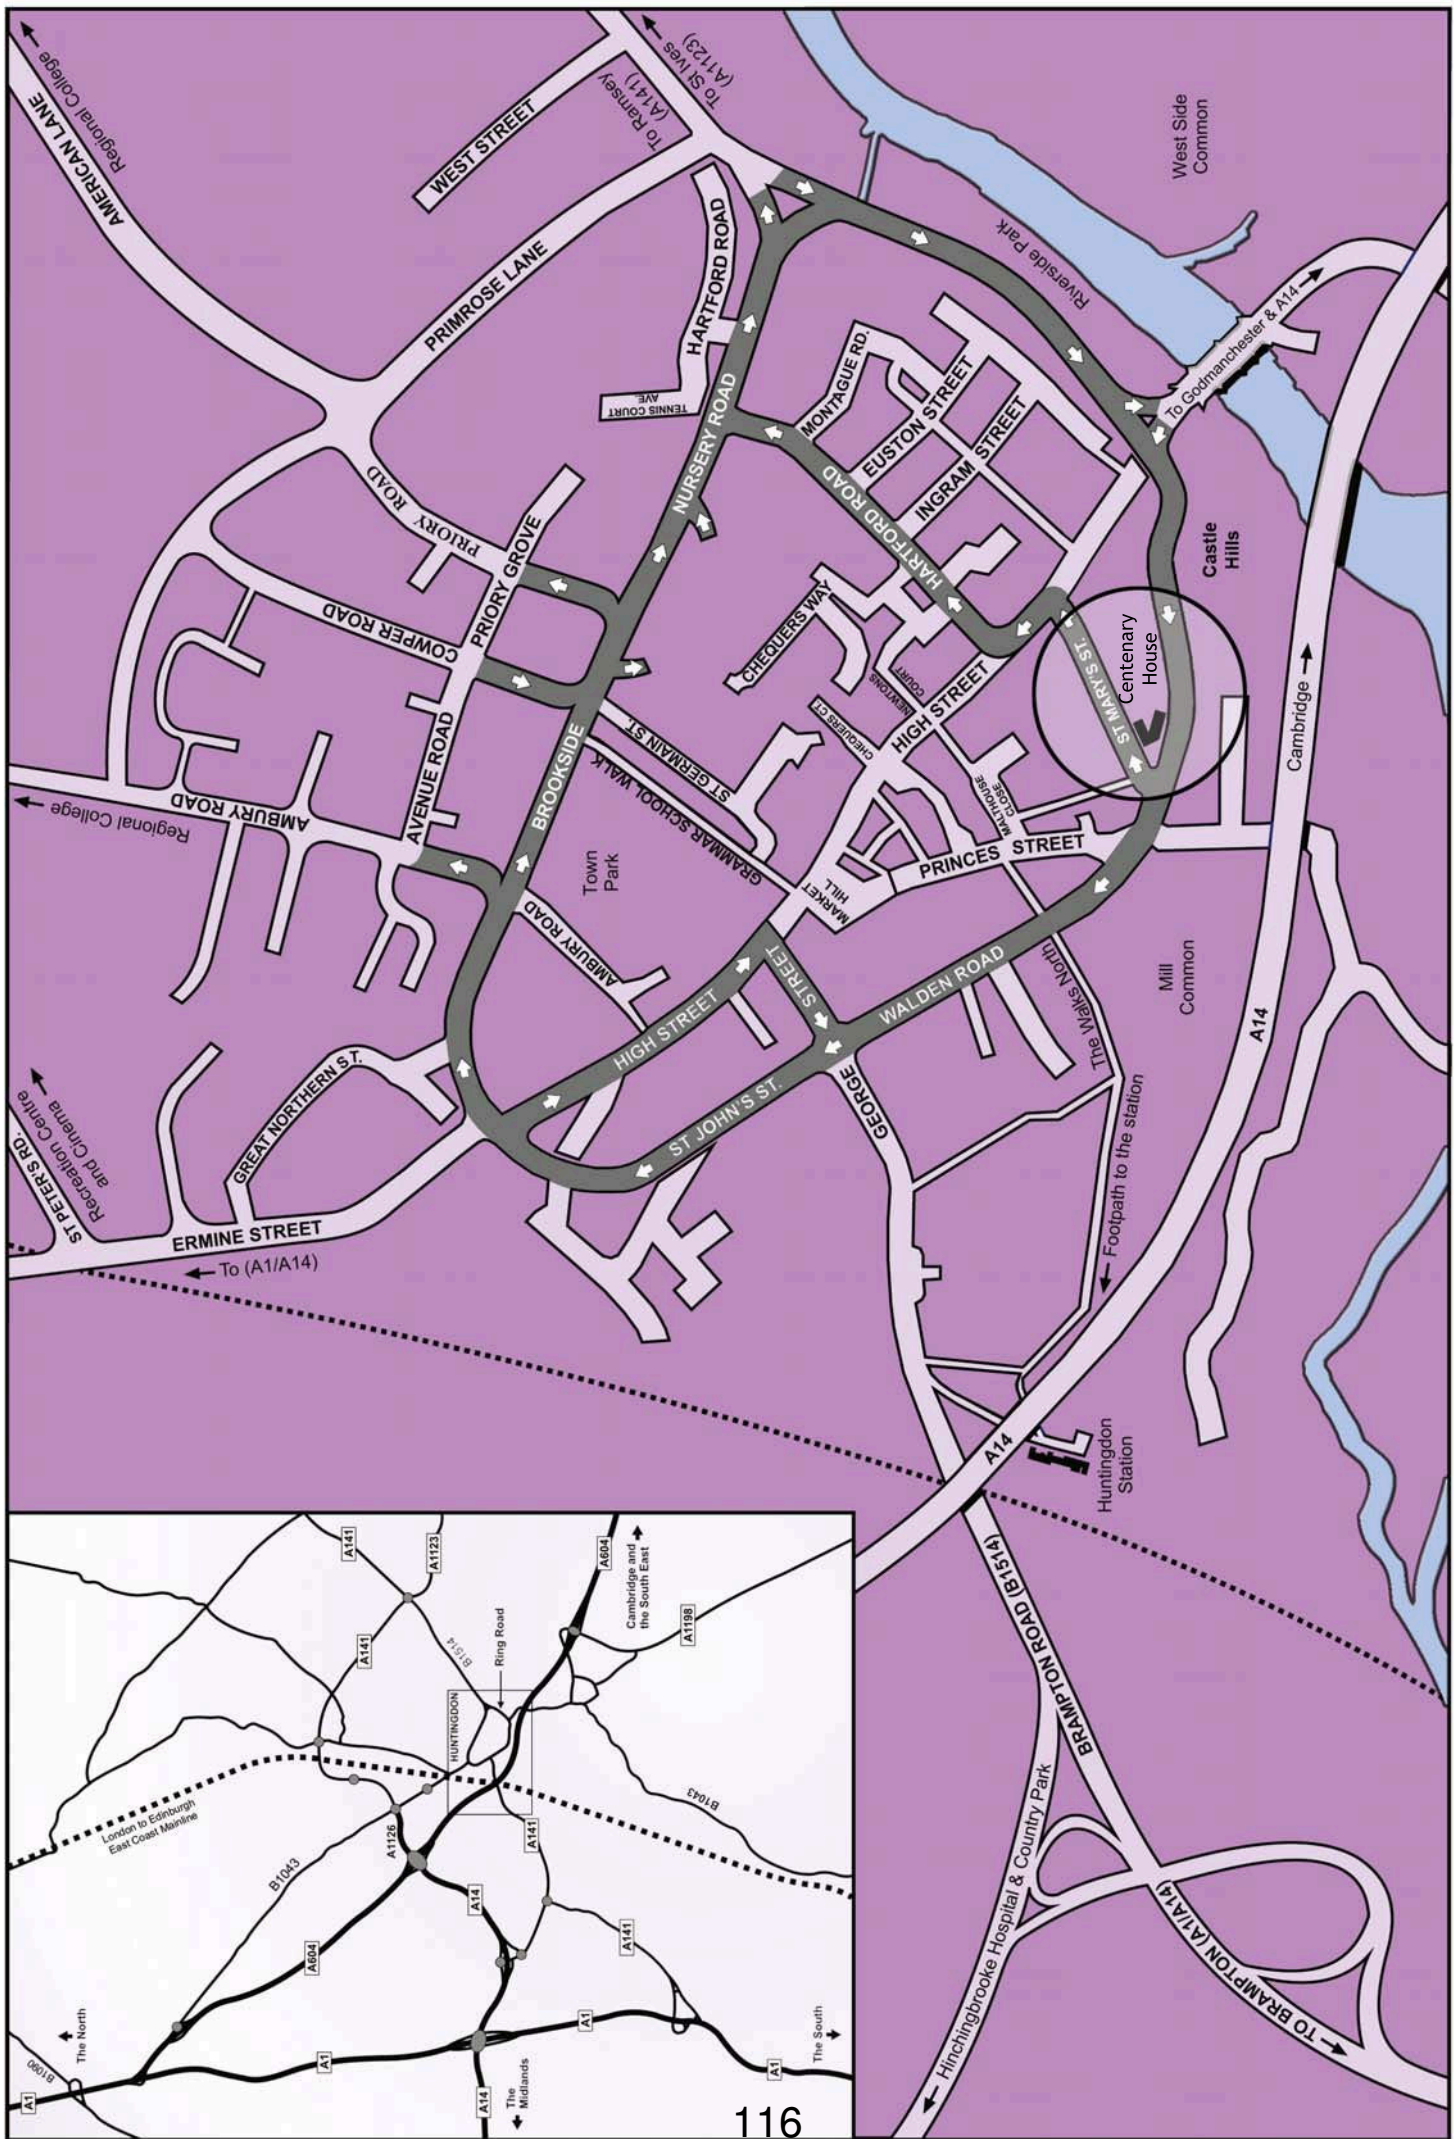 Regional College
AMERICAN LANE
WEST STREET
To Ramsey
(A141)
To St Ives
(A1123)
West Side
Common
PRIMROSE LANE
HARTFORD ROAD
Riverside Park
TENNIS COURT
AVE.
To Godmanchester & A14
MONTAGUE RD.
EUSTON STREET
INGRAM STREET
NURSERY ROAD
HARTFORD ROAD
HARTFORD
PRIORY ROAD
PRIORY GROVE
COWPER ROAD
CHEQUERS WAY
NEWTONS
COURT
CHEQUERS CT.
HIGH STREET
Castle
Hills
Centenary
House
ST MARY'S ST.
Cambridge
AVENUE ROAD
AMBURY ROAD
Regional College
BROOKSIDE
ST GERMAIN ST.
GRAMMAR SCHOOL WALK
Town
Park
MALTHOUSE
CLOSE
PRINCES STREET
MARKET
HILL
AMBURY ROAD
HIGH STREET
STREET
WALDEN ROAD
The Walks North
Mill
Common
A14
GEORGE
ST JOHN'S ST.
GREAT NORTHERN ST.
Recreation Centre
and Cinema
ST PETER'S RD.
ERMINE STREET
To (A1/A14)
Footpath to the station
A14
Huntingdon
Station
BRAMPTON ROAD (B1514)
Hinchingbrooke Hospital & Country Park
TO BRAMPTON (A1/A14)
A141
A1123
A604
Cambridge and
the South East
A141
B1514
Ring Road
A1198
HUNTINGDON
London to Edinburgh
East Coast Mainline
B1043
A1126
A141
B1043
A14
A604
A141
The North
B1090
A1
A1
A1
A1
The South
A14
The
Midlands
116